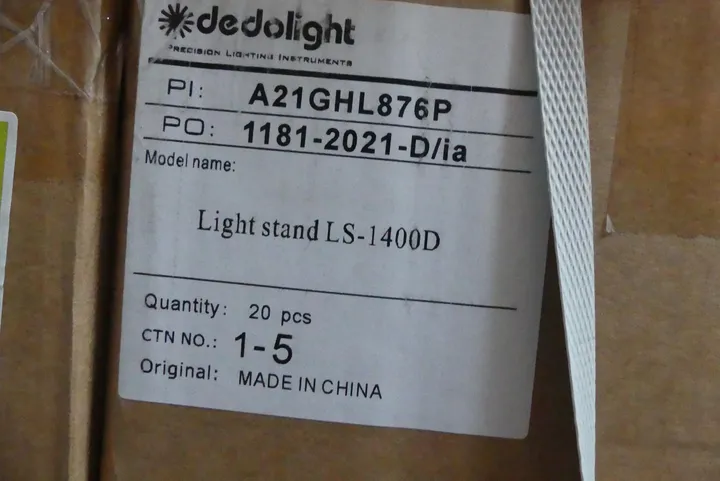 dedolight
PRECISION LIGHTING INSTRUMENTS
PI: A21GHL876P
PO: 1181-2021-D/ia
Model name:
Light stand LS-1400D
Quantity: 20 pcs
CTN NO.: 1-5
Original: MADE IN CHINA